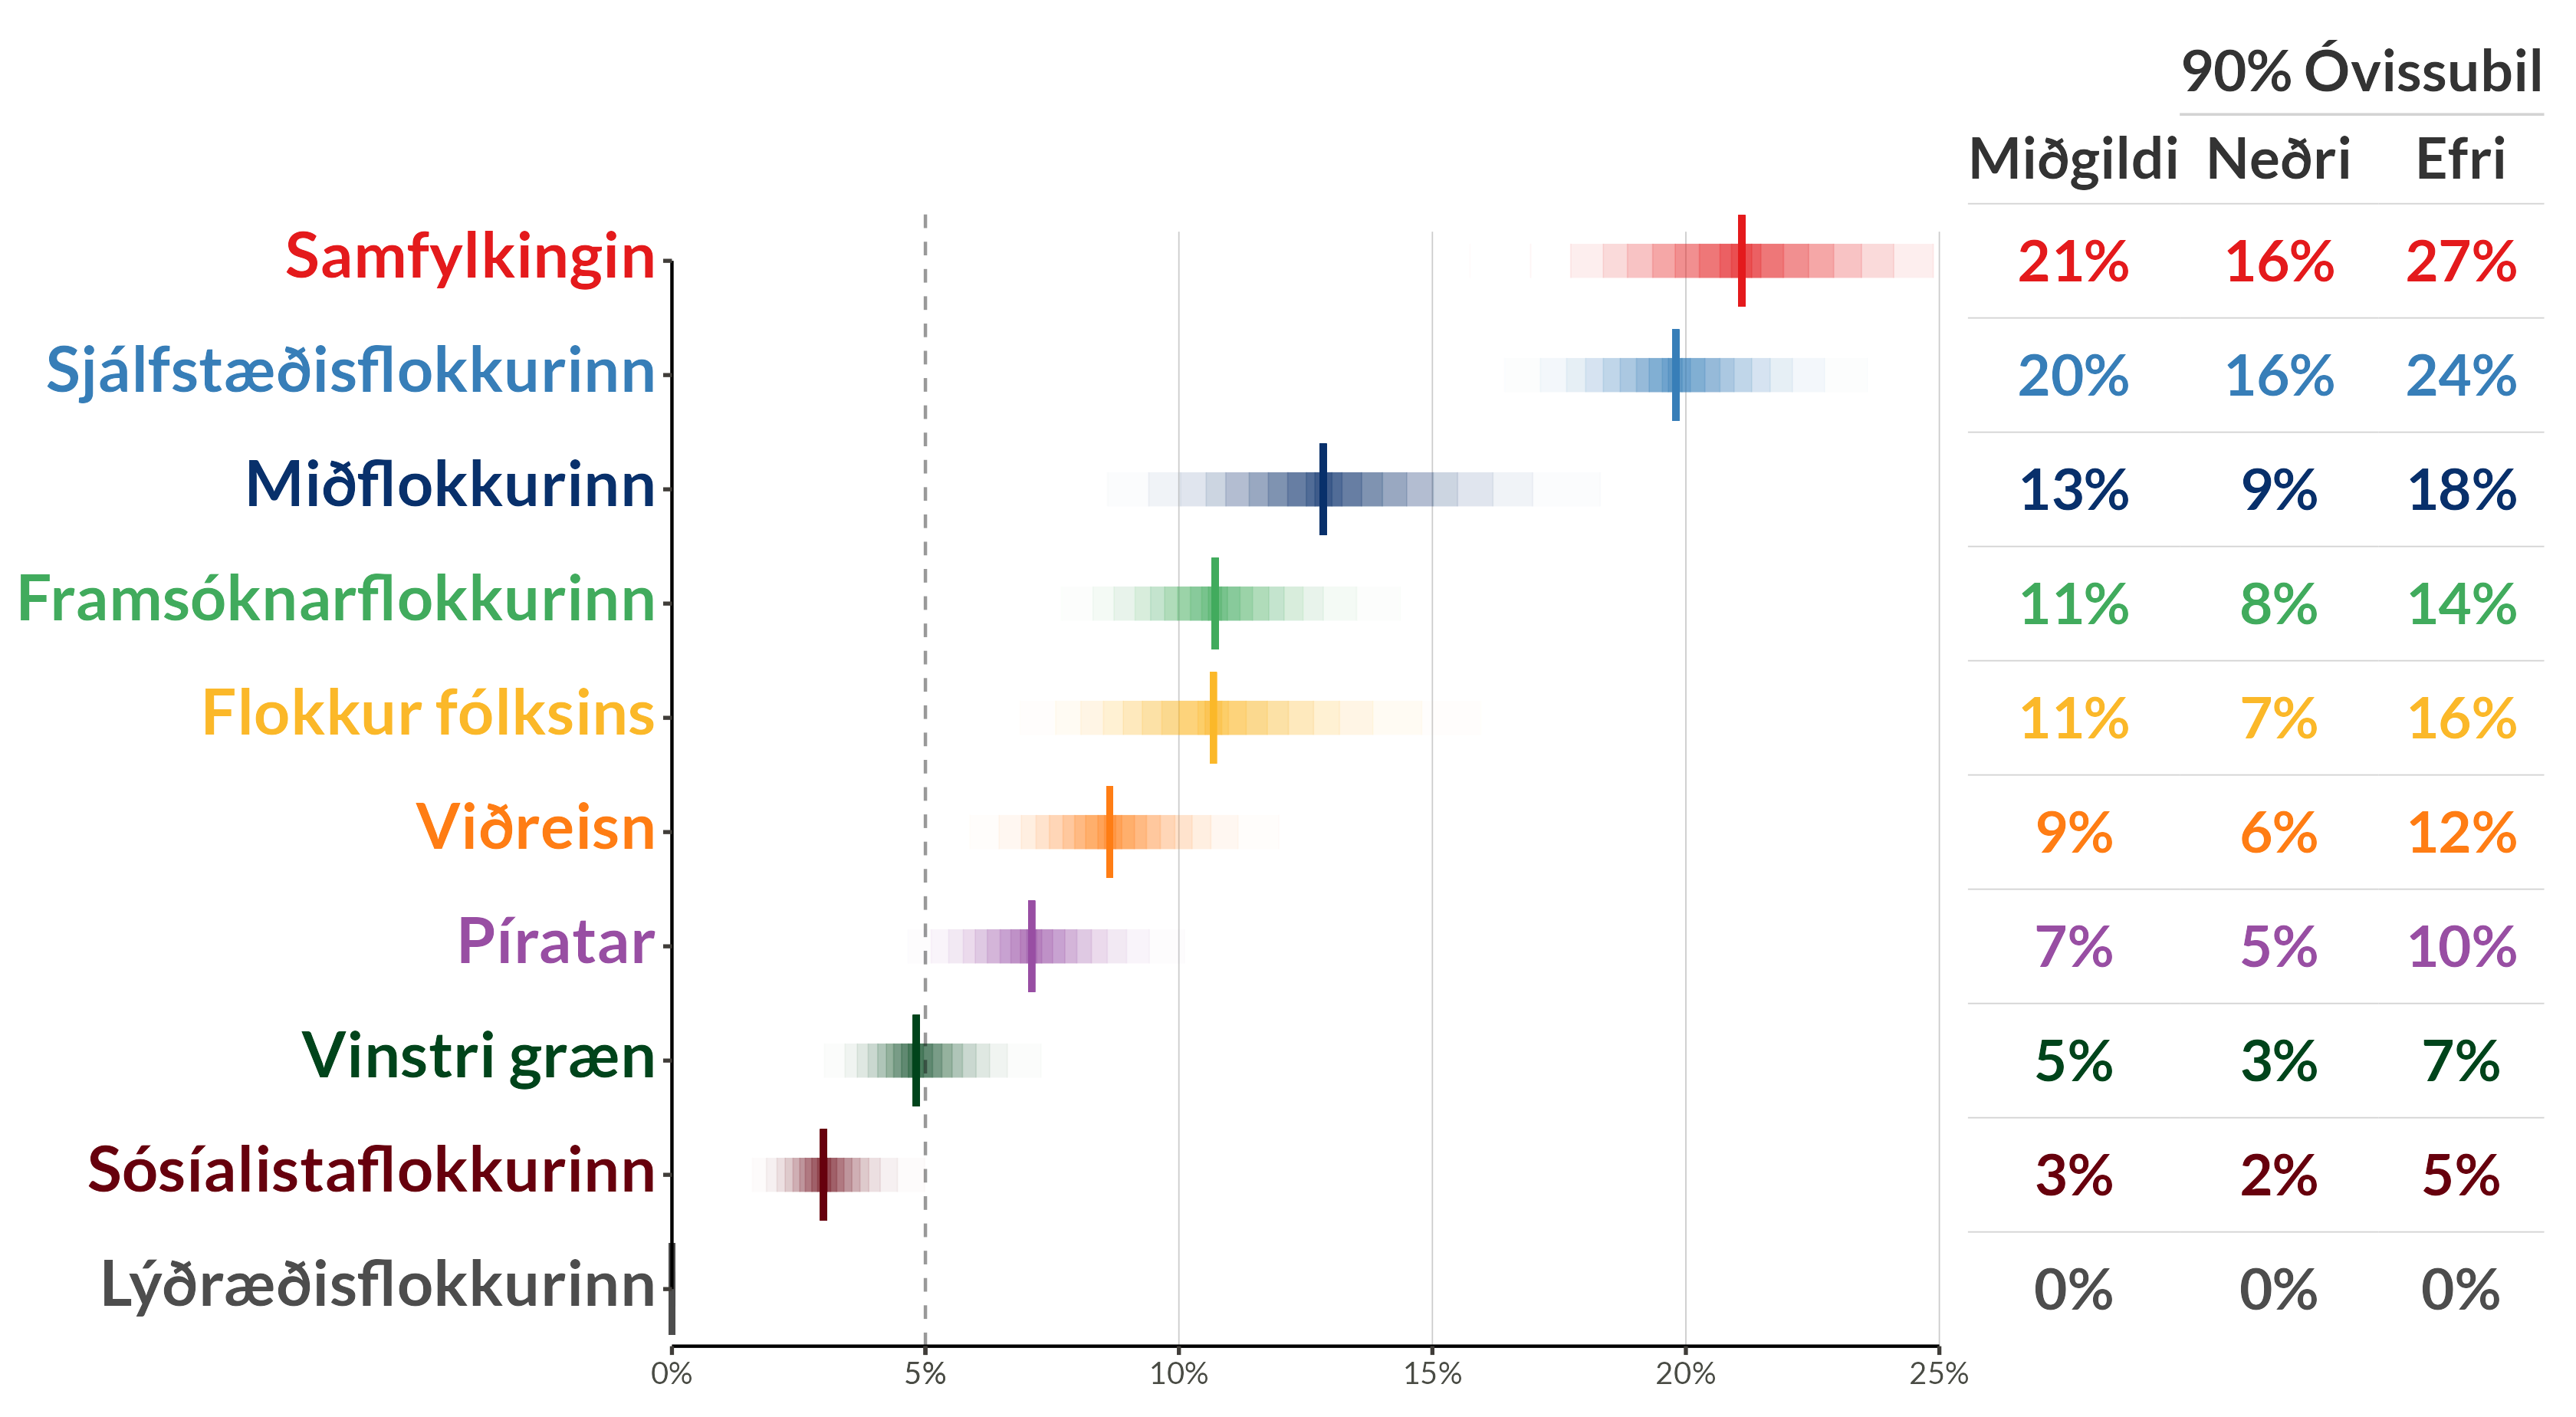 90% Óvissubil
Miðgildi Neðri Efri
Samfylkingin 21% 16% 27%
Sjálfstæðisflokkurinn 20% 16% 24%
Miðflokkurinn 13% 9% 18%
Framsóknarflokkurinn 11% 8% 14%
Flokkur fólksins 11% 7% 16%
Viðreisn 9% 6% 12%
Píratar 7% 5% 10%
Vinstri græn 5% 3% 7%
Sósíalistaflokkurinn 3% 2% 5%
Lýðræðisflokkurinn 0% 0% 0%
0% 5% 10% 15% 20% 25%